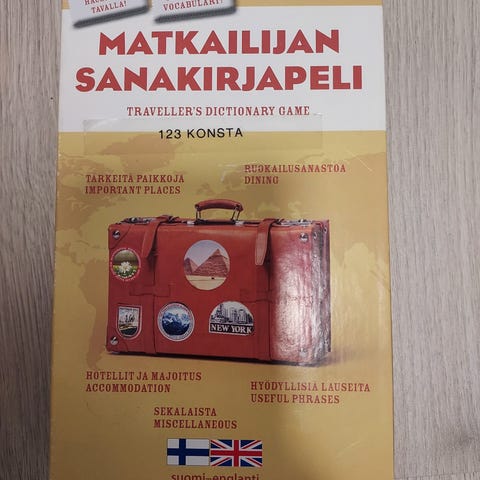 TAVALLA!
VOCABULARY!
MATKAILIJAN
SANAKIRJAPELI
TRAVELLER'S DICTIONARY GAME
123 KONSTA
TÄRKEITÄ PAIKKOJA
IMPORTANT PLACES
RUOKAILUSANASTOA
DINING
NEW YORK
HOTELLIT JA MAJOITUS
ACCOMMODATION
HYÖDYLLISIÄ LAUSEITA
USEFUL PHRASES
SEKALAISTA
MISCELLANEOUS
suomi-englanti